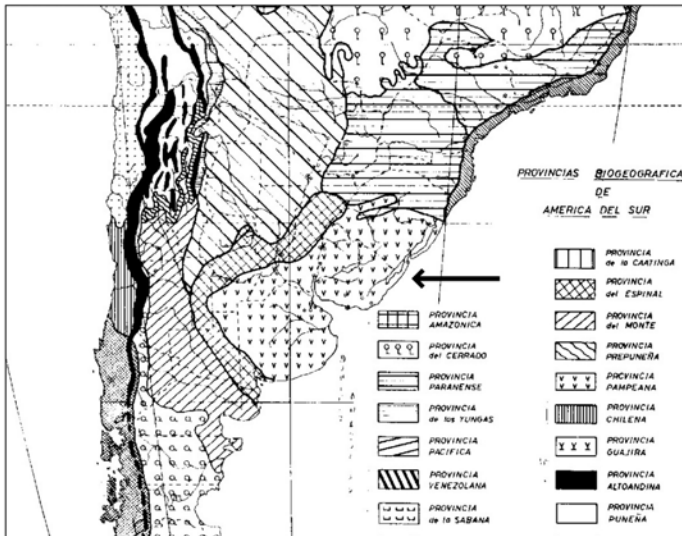 PROVINCIAS BIOGEOGRAFICA
DE
AMERICA DEL SUR
PROVINCIA
AMAZONICA
PROVINCIA
del CERRADO
PROVINCIA
PARANENSE
PROVINCIA
de las YUNGAS
PROVINCIA
PACIFICA
PROVINCIA
VENEZOLANA
PROVINCIA
de la SABANA
PROVINCIA
de la CAATINGA
PROVINCIA
del ESPINAL
PROVINCIA
del MONTE
PROVINCIA
PREPUNEÑA
PROVINCIA
PAMPEANA
PROVINCIA
CHILENA
PROVINCIA
GUAJIRA
PROVINCIA
ALTOANDINA
PROVINCIA
PUNEÑA